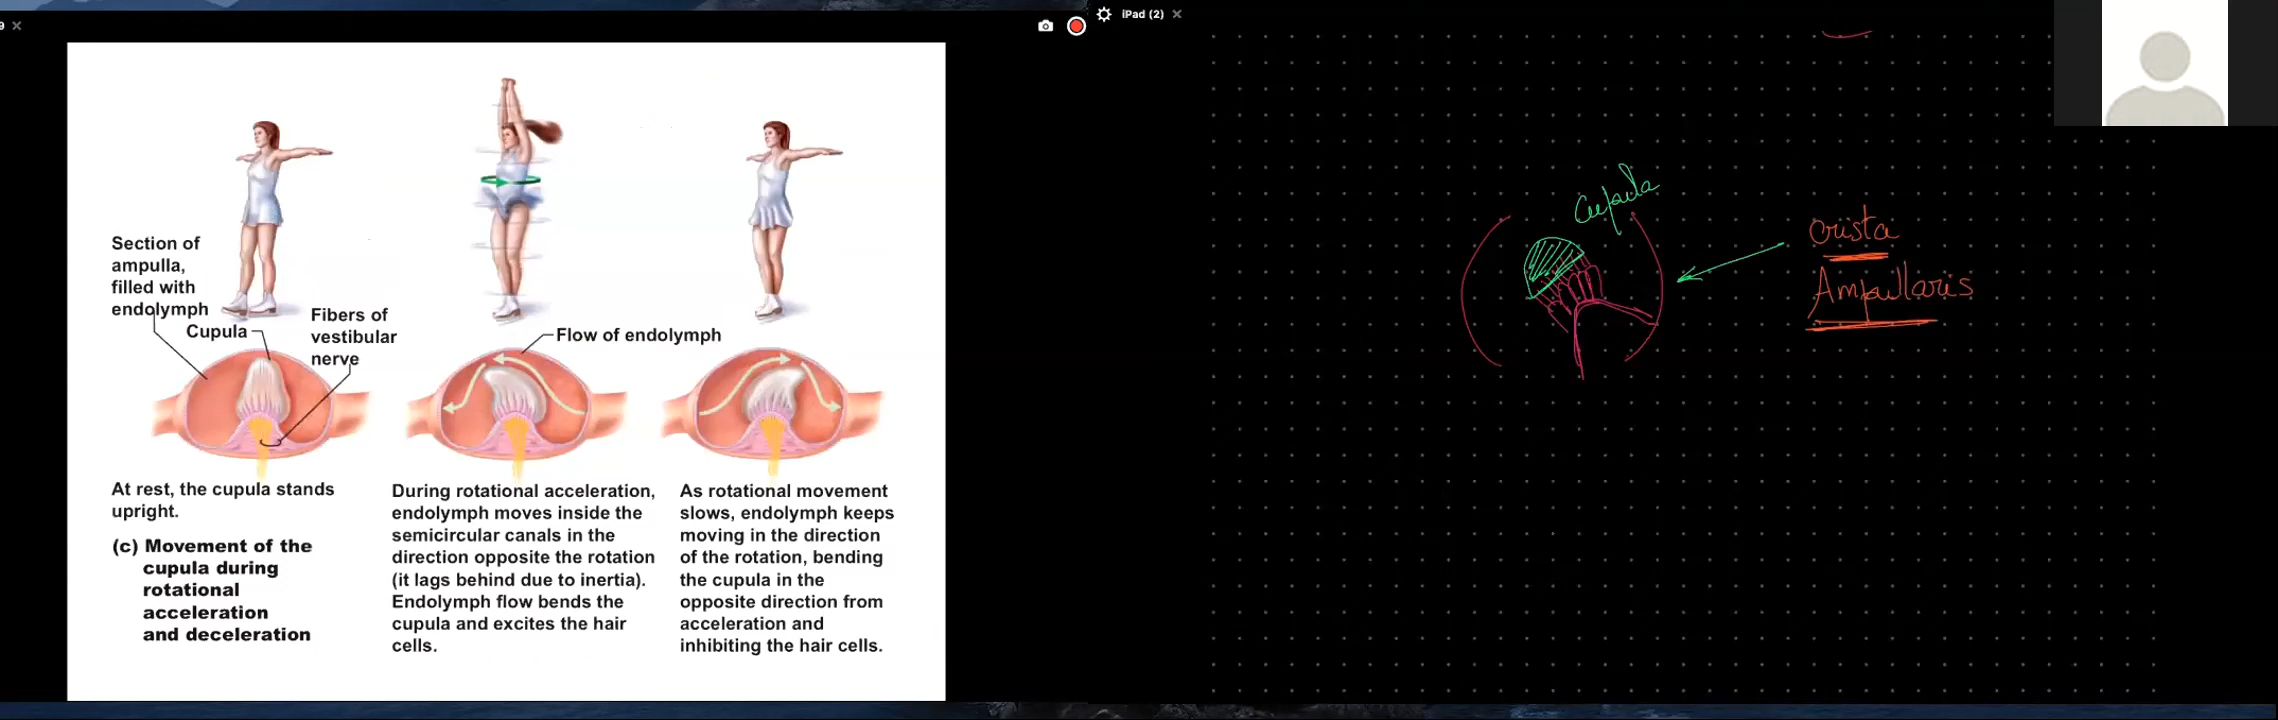 9
iPad (2)
Section of
ampulla,
filled with
endolymph
Cupula
Fibers of
vestibular
nerve
Flow of endolymph
At rest, the cupula stands
upright.
(c) Movement of the
cupula during
rotational
acceleration
and deceleration
During rotational acceleration,
endolymph moves inside the
semicircular canals in the
direction opposite the rotation
(it lags behind due to inertia).
Endolymph flow bends the
cupula and excites the hair
cells.
As rotational movement
slows, endolymph keeps
moving in the direction
of the rotation, bending
the cupula in the
opposite direction from
acceleration and
inhibiting the hair cells.
Cupula
Crista
Ampullaris